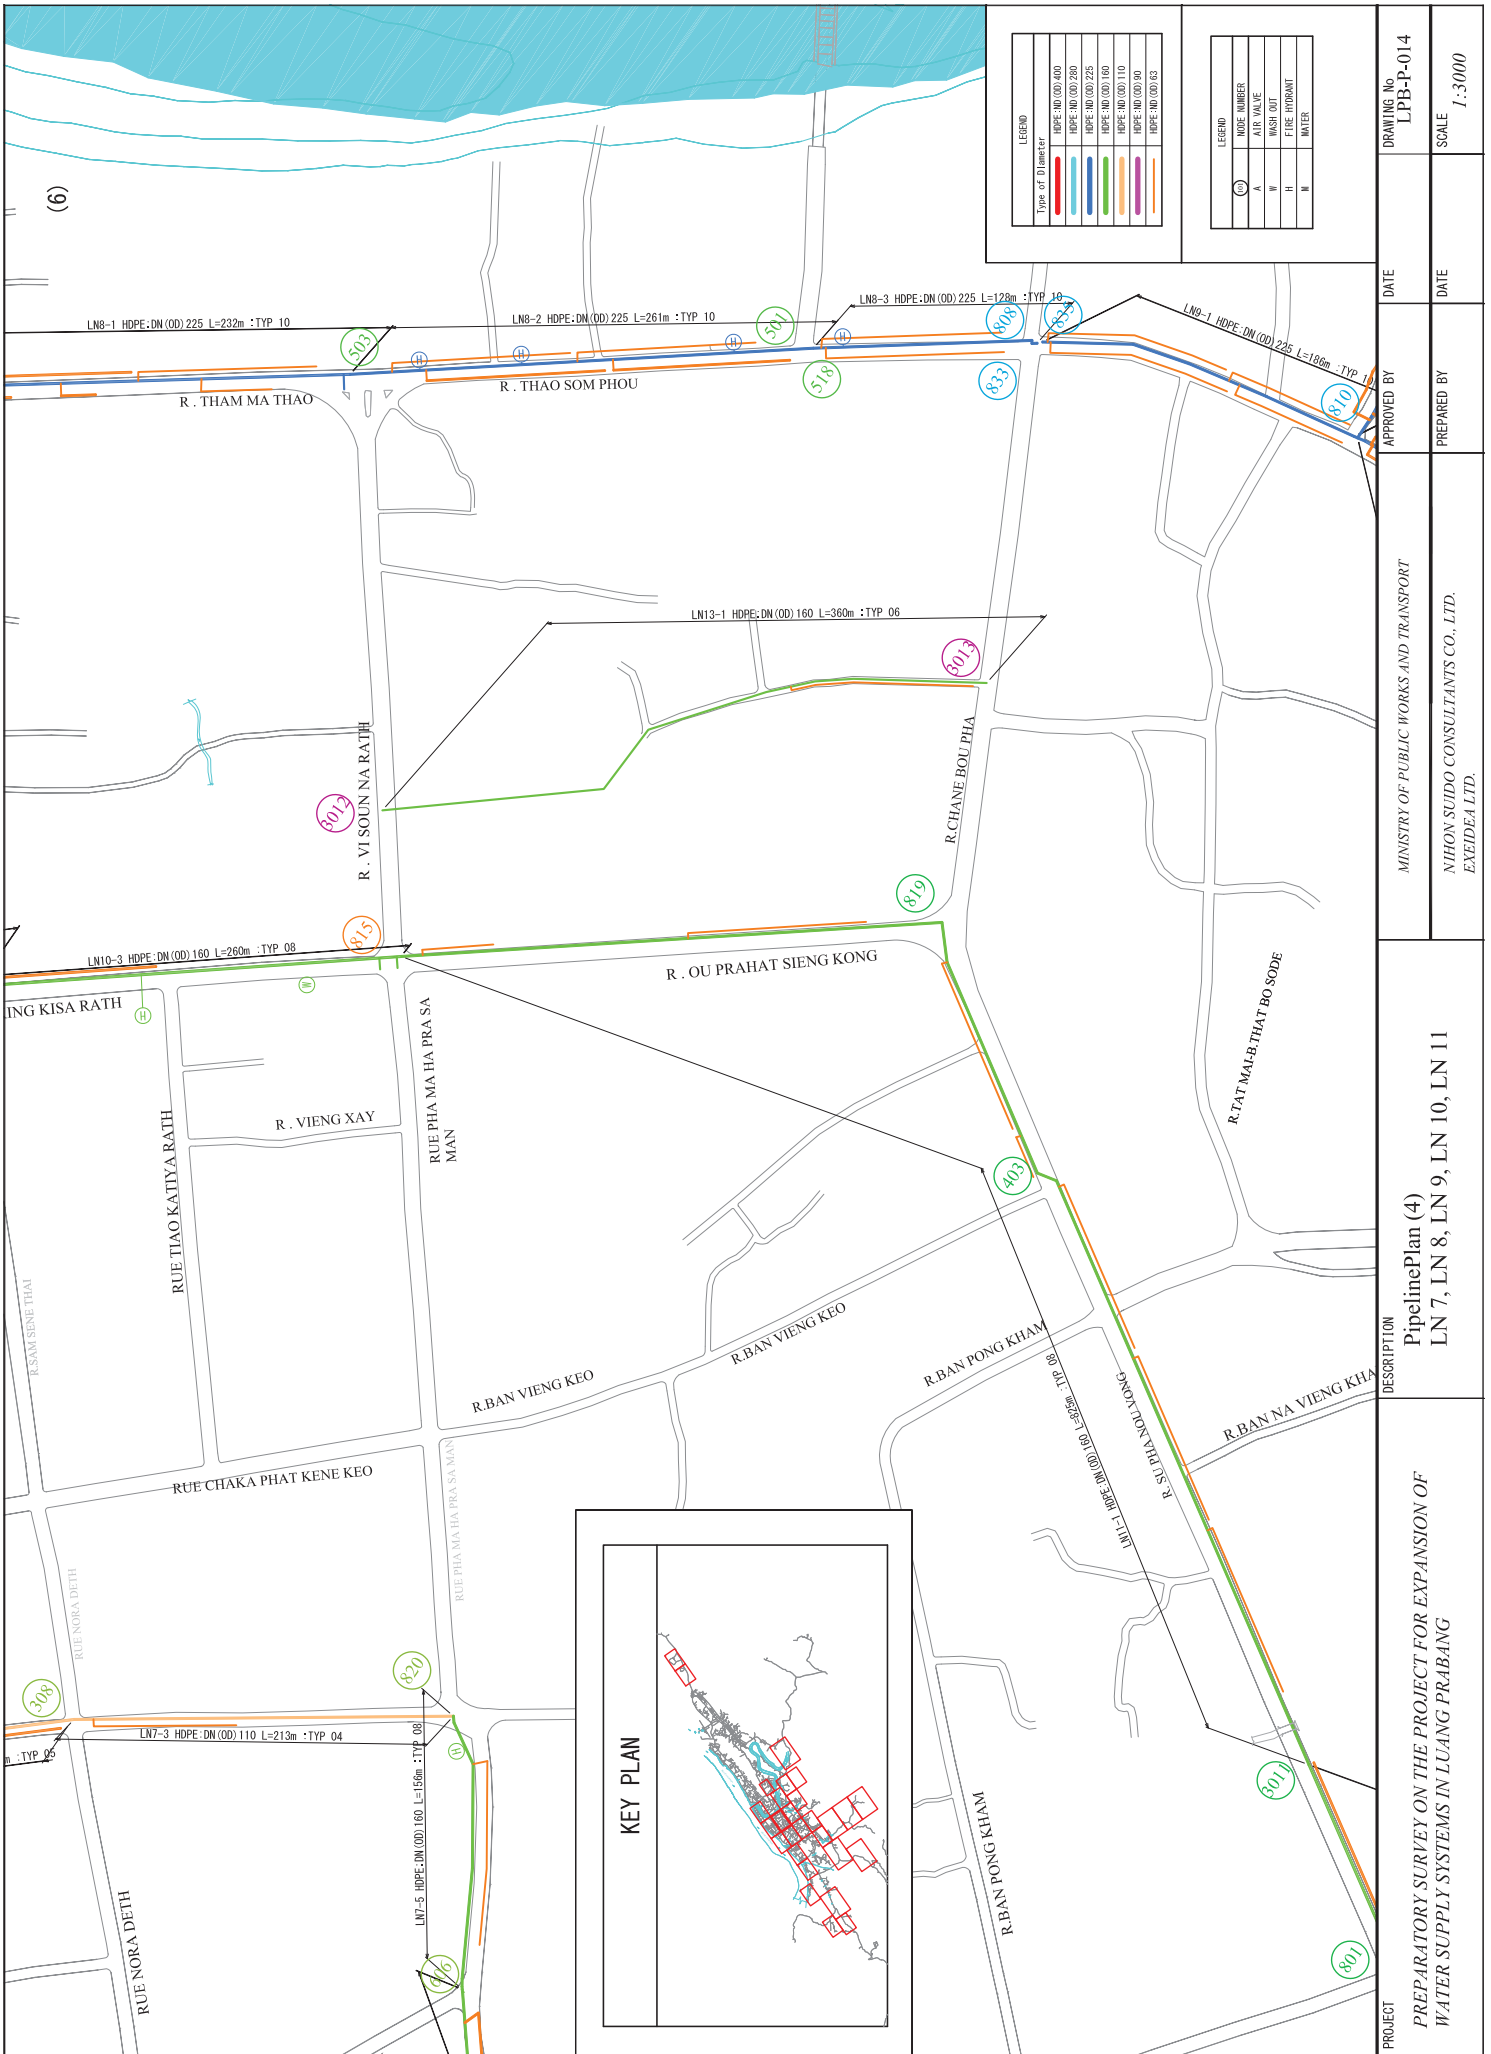 (6)
LN8-1 HDPE:DN(OD)225 L=232m :TYP 10
LN8-2 HDPE:DN(OD)225 L=261m :TYP 10
LN8-3 HDPE:DN(OD)225 L=128m :TYP 10
LN9-1 HDPE:DN(OD)225 L=186m :TYP 10
503
501
808
835
H
H
H
H
518
833
810
R . THAM MA THAO
R . THAO SOM PHOU
LN13-1 HDPE:DN(OD)160 L=360m :TYP 06
3013
3012
R . VI SOUN NA RATH
R.CHANE BOU PHA
819
815
LN10-3 HDPE:DN(OD)160 L=260m :TYP 08
R . OU PRAHAT SIENG KONG
ING KISA RATH
H
RUE PHA MA HA PRA SA
MAN
R . VIENG XAY
RUE TIAO KATIYA RATH
R.TAT MAI-B.THAT BO SODE
403
R.SAM SENE THAI
R.BAN VIENG KEO
R.BAN VIENG KEO
R.BAN PONG KHAM
LN11-1 HDPE:DN(OD)160 L=825m :TYP 08
R. SU PHA NOU VONG
R.BAN NA VIENG KHA
RUE CHAKA PHAT KENE KEO
RUE PHA MA HA PRA SA MAN
RUE NORA DETH
308
820
LN7-3 HDPE:DN(OD)110 L=213m :TYP 04
m :TYP 05
H
LN7-5 HDPE:DN(OD)160 L=156m :TYP 08
606
RUE NORA DETH
3011
801
R.BAN PONG KHAM
KEY PLAN
LEGEND
Type of Diameter
HDPE:ND(OD)400
HDPE:ND(OD)280
HDPE:ND(OD)225
HDPE:ND(OD)160
HDPE:ND(OD)110
HDPE:ND(OD)90
HDPE:ND(OD)63
LEGEND
101 NODE NUMBER
A AIR VALVE
W WASH OUT
H FIRE HYDRANT
M MATER
PROJECT
PREPARATORY SURVEY ON THE PROJECT FOR EXPANSION OF
WATER SUPPLY SYSTEMS IN LUANG PRABANG
DESCRIPTION
PipelinePlan (4)
LN 7, LN 8, LN 9, LN 10, LN 11
MINISTRY OF PUBLIC WORKS AND TRANSPORT
NIHON SUIDO CONSULTANTS CO., LTD.
EXEIDEA LTD.
APPROVED BY
DATE
PREPARED BY
DATE
DRAWING No
LPB-P-014
SCALE
1:3000